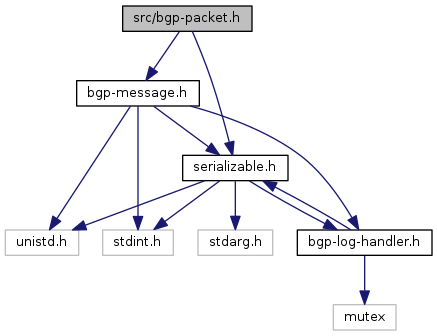 src/bgp-packet.h
bgp-message.h
serializable.h
unistd.h
stdint.h
stdarg.h
bgp-log-handler.h
mutex